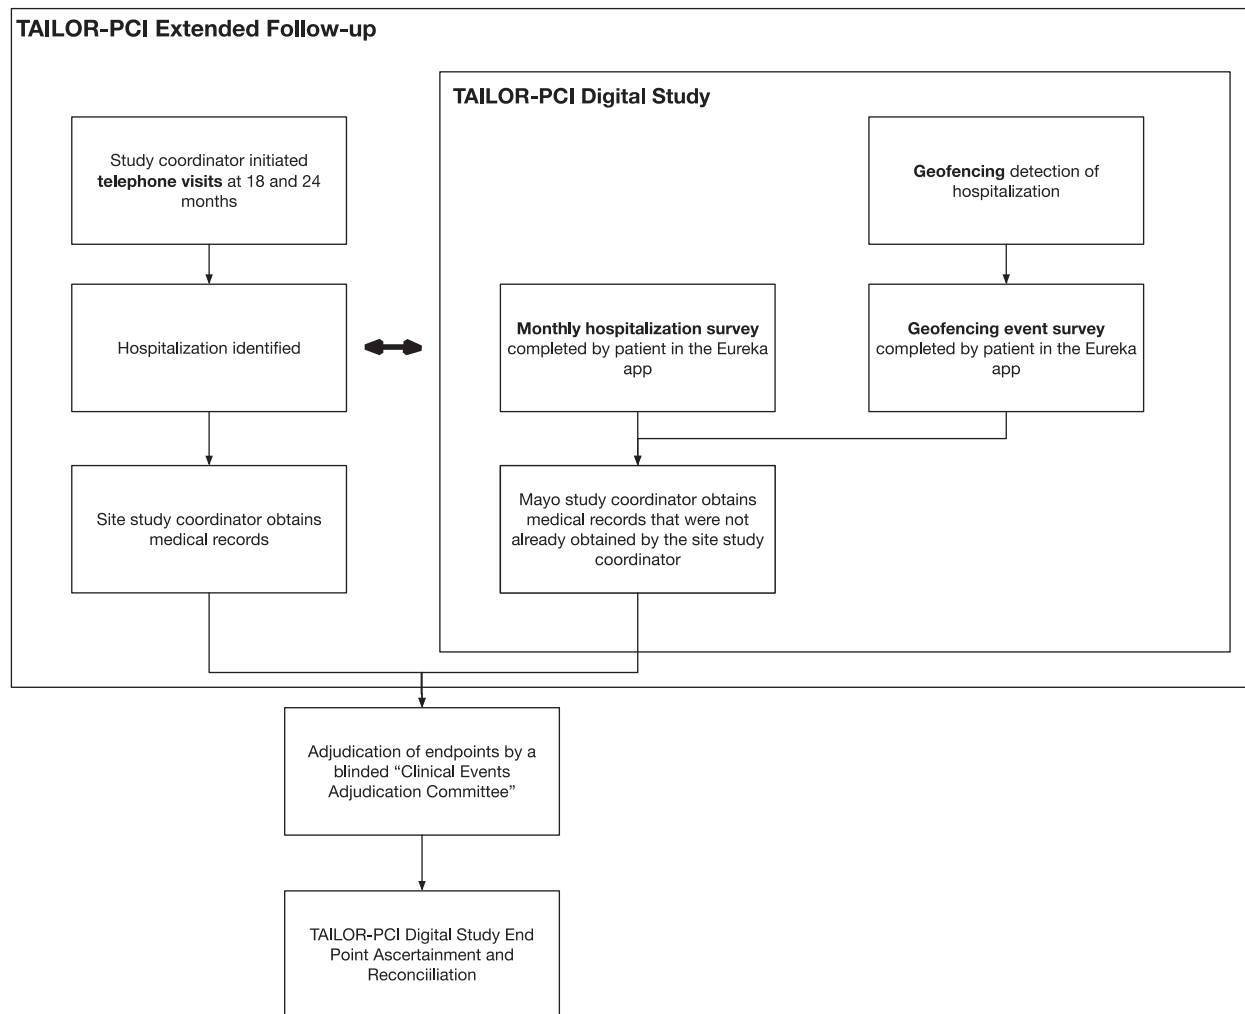 TAILOR-PCI Extended Follow-up
TAILOR-PCI Digital Study
Study coordinator initiated
telephone visits at 18 and 24
months
Geofencing detection of
hospitalization
Hospitalization identified
Monthly hospitalization survey
completed by patient in the Eureka
app
Geofencing event survey
completed by patient in the Eureka
app
Site study coordinator obtains
medical records
Mayo study coordinator obtains
medical records that were not
already obtained by the site study
coordinator
Adjudication of endpoints by a
blinded “Clinical Events
Adjudication Committee”
TAILOR-PCI Digital Study End
Point Ascertainment and
Reconciiliation